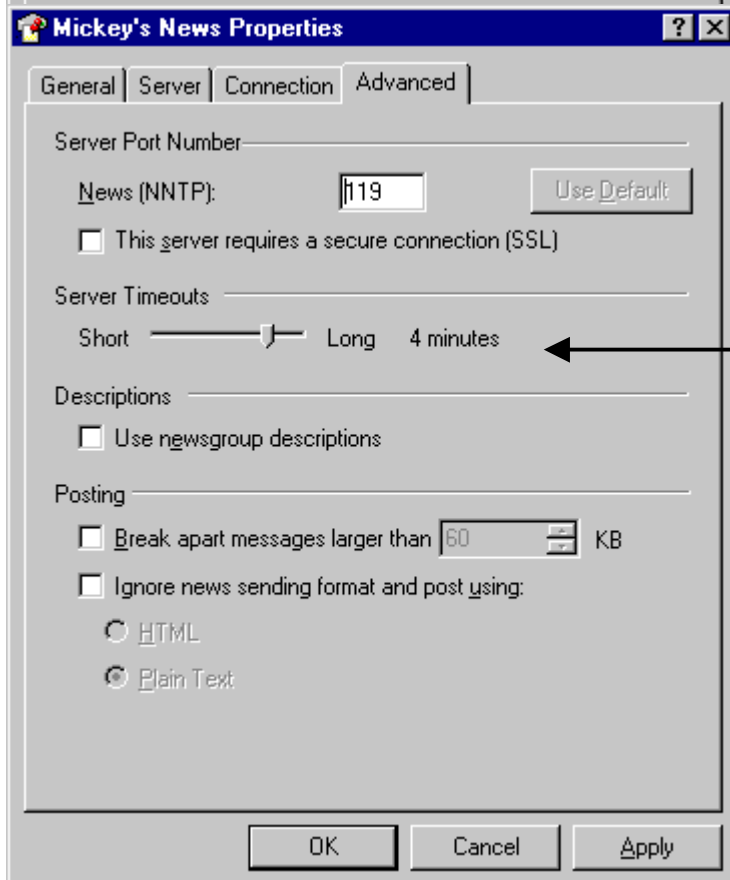 Mickey's News Properties
General Server Connection Advanced
Server Port Number
News (NNTP): 119 Use Default
This server requires a secure connection (SSL)
Server Timeouts
Short Long 4 minutes
Descriptions
Use newsgroup descriptions
Posting
Break apart messages larger than 60 KB
Ignore news sending format and post using:
HTML
Plain Text
OK Cancel Apply